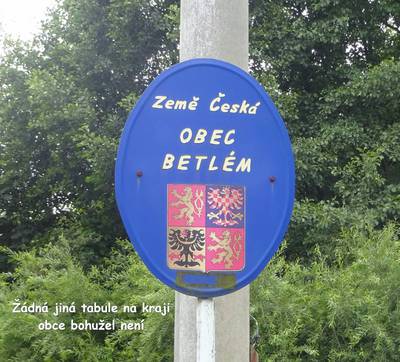 Země Česká
OBEC
BETLÉM
Žádná jiná tabule na kraji
obce bohužel není